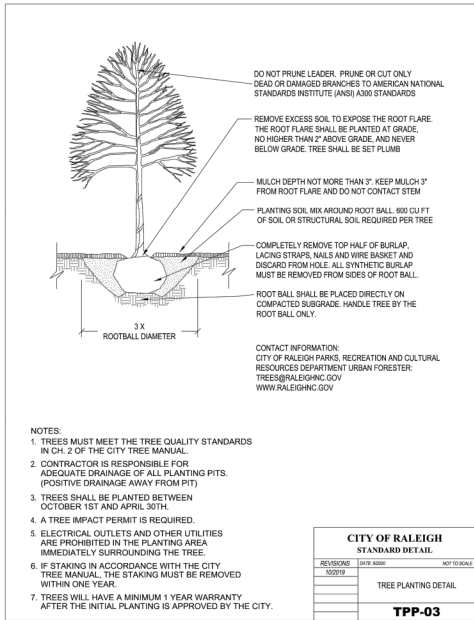 DO NOT PRUNE LEADER. PRUNE OR CUT ONLY
DEAD OR DAMAGED BRANCHES TO AMERICAN NATIONAL
STANDARDS INSTITUTE (ANSI) A300 STANDARDS
REMOVE EXCESS SOIL TO EXPOSE THE ROOT FLARE.
THE ROOT FLARE SHALL BE PLANTED AT GRADE,
NO HIGHER THAN 2" ABOVE GRADE, AND NEVER
BELOW GRADE. TREE SHALL BE SET PLUMB
MULCH DEPTH NOT MORE THAN 3". KEEP MULCH 3"
FROM ROOT FLARE AND DO NOT CONTACT STEM
PLANTING SOIL MIX AROUND ROOT BALL. 600 CU FT
OF SOIL OR STRUCTURAL SOIL REQUIRED PER TREE
COMPLETELY REMOVE TOP HALF OF BURLAP,
LACING STRAPS, NAILS AND WIRE BASKET AND
DISCARD FROM HOLE. ALL SYNTHETIC BURLAP
MUST BE REMOVED FROM SIDES OF ROOT BALL.
ROOT BALL SHALL BE PLACED DIRECTLY ON
COMPACTED SUBGRADE. HANDLE TREE BY THE
ROOT BALL ONLY.
3 X
ROOTBALL DIAMETER
CONTACT INFORMATION:
CITY OF RALEIGH PARKS, RECREATION AND CULTURAL
RESOURCES DEPARTMENT URBAN FORESTER:
TREES@RALEIGHNC.GOV
WWW.RALEIGHNC.GOV
NOTES:
1. TREES MUST MEET THE TREE QUALITY STANDARDS
IN CH. 2 OF THE CITY TREE MANUAL.
2. CONTRACTOR IS RESPONSIBLE FOR
ADEQUATE DRAINAGE OF ALL PLANTING PITS.
(POSITIVE DRAINAGE AWAY FROM PIT)
3. TREES SHALL BE PLANTED BETWEEN
OCTOBER 1ST AND APRIL 30TH.
4. A TREE IMPACT PERMIT IS REQUIRED.
5. ELECTRICAL OUTLETS AND OTHER UTILITIES
ARE PROHIBITED IN THE PLANTING AREA
IMMEDIATELY SURROUNDING THE TREE.
6. IF STAKING IN ACCORDANCE WITH THE CITY
TREE MANUAL, THE STAKING MUST BE REMOVED
WITHIN ONE YEAR.
7. TREES WILL HAVE A MINIMUM 1 YEAR WARRANTY
AFTER THE INITIAL PLANTING IS APPROVED BY THE CITY.
CITY OF RALEIGH
STANDARD DETAIL
REVISIONS DATE: NOT TO SCALE
10/2019
TREE PLANTING DETAIL
TPP-03